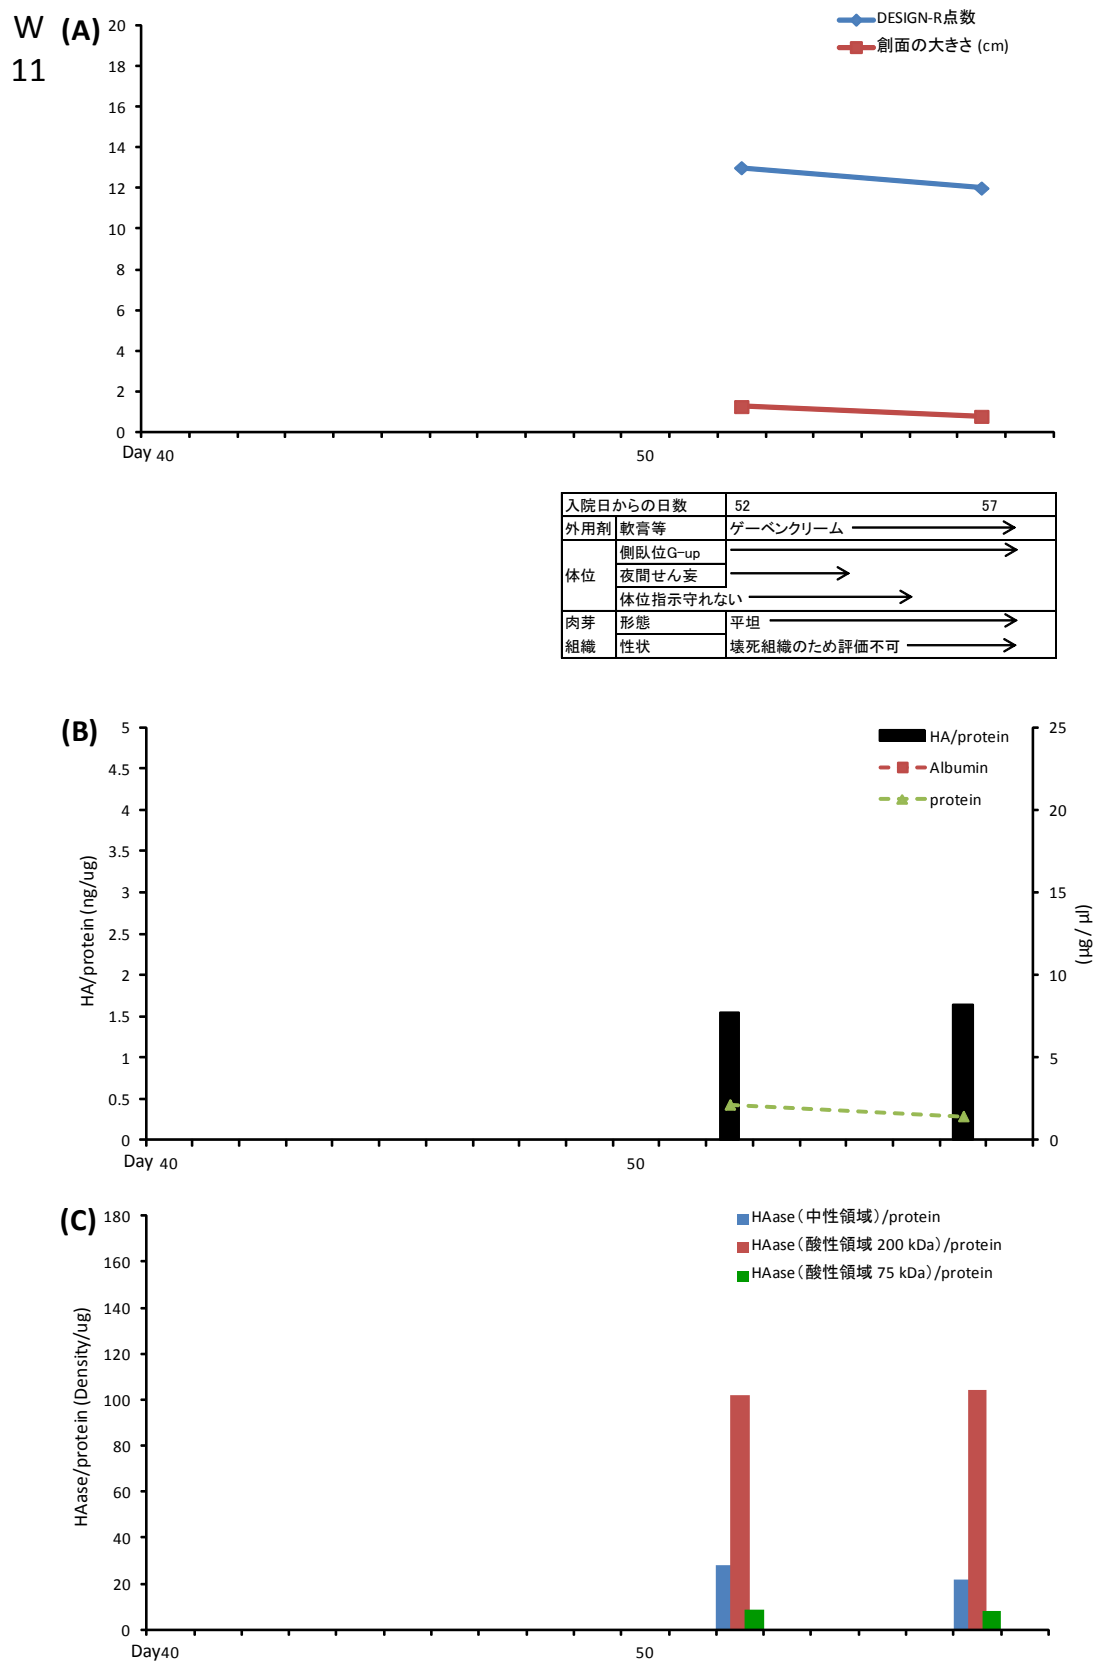 W
11
(A)
DESIGN-R点数
創面の大きさ (cm)
20
18
16
14
12
10
8
6
4
2
0
Day 40
50
入院日からの日数 52 57
外用剤 軟膏等 ゲーベンクリーム
体位 側臥位G-up
夜間せん妄
体位指示守れない
肉芽 形態 平坦
組織 性状 壊死組織のため評価不可
(B)
HA/protein
Albumin
protein
5
4.5
4
3.5
3
2.5
2
1.5
1
0.5
0
HA/protein (ng/ug)
25
20
15
10
5
0
(μg / μl)
Day 40
50
(C)
HAase(中性領域)/protein
HAase(酸性領域 200 kDa)/protein
HAase(酸性領域 75 kDa)/protein
180
160
140
120
100
80
60
40
20
0
HAase/protein (Density/ug)
Day40
50